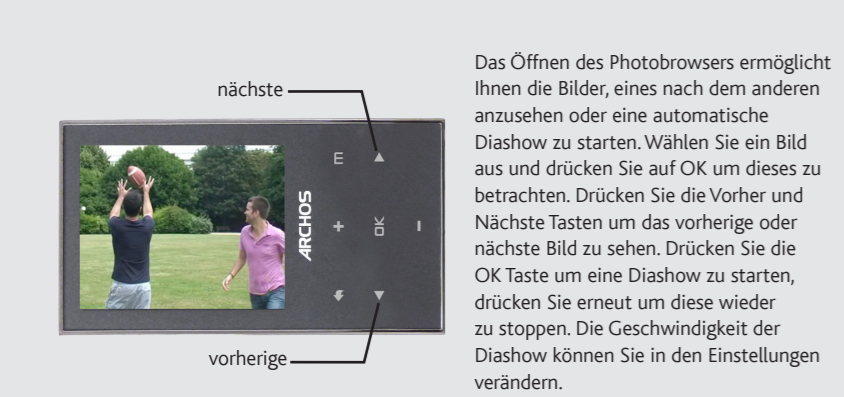 nächste
ARCHOS
m
+
OK
-
vorherige
Das Öffnen des Photobrowsers ermöglicht
Ihnen die Bilder, eines nach dem anderen
anzusehen oder eine automatische
Diashow zu starten. Wählen Sie ein Bild
aus und drücken Sie auf OK um dieses zu
betrachten. Drücken Sie die Vorher und
Nächste Tasten um das vorherige oder
nächste Bild zu sehen. Drücken Sie die
OK Taste um eine Diashow zu starten,
drücken Sie erneut um diese wieder
zu stoppen. Die Geschwindigkeit der
Diashow können Sie in den Einstellungen
verändern.